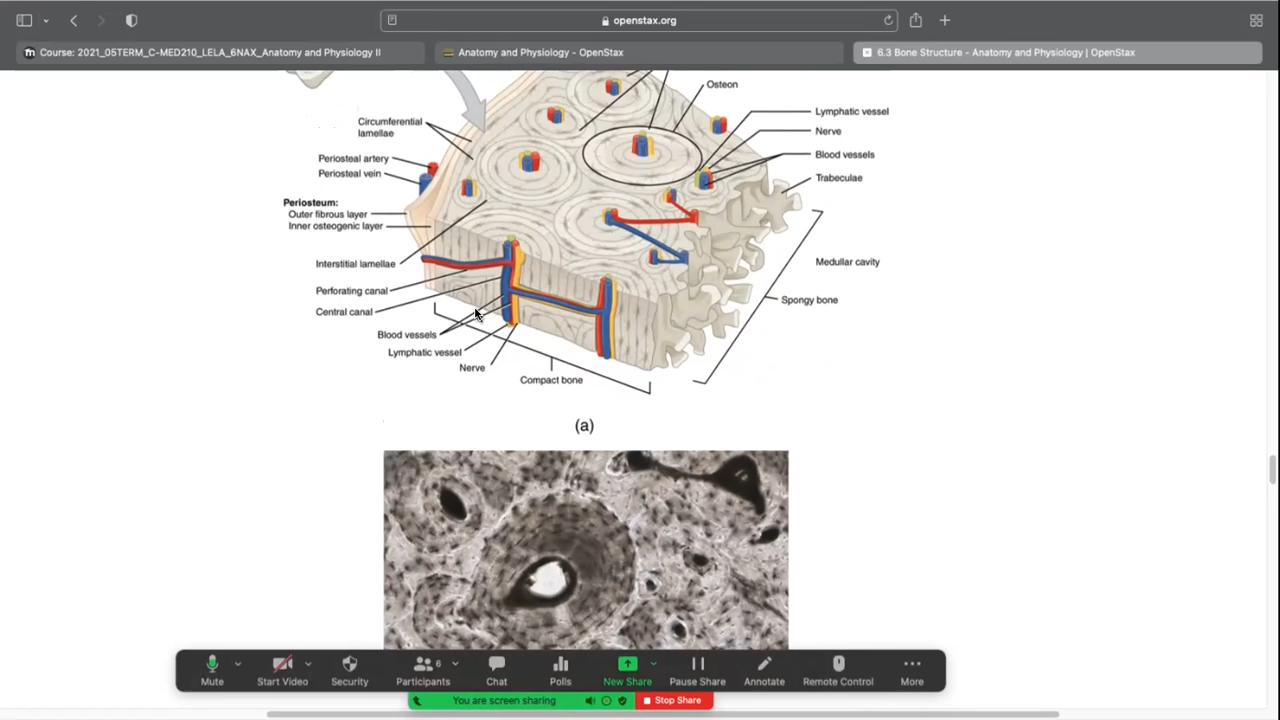 openstax.org
Course: 2021_05TERM_C-MED210_LELA_6NAX_Anatomy and Physiology II
Anatomy and Physiology - OpenStax
6.3 Bone Structure - Anatomy and Physiology | OpenStax
Osteon
Lymphatic vessel
Nerve
Blood vessels
Trabeculae
Circumferential
lamellae
Periosteal artery
Periosteal vein
Periosteum:
Outer fibrous layer
Inner osteogenic layer
Interstitial lamellae
Perforating canal
Central canal
Blood vessels
Lymphatic vessel
Nerve
Compact bone
Medullar cavity
Spongy bone
(a)
Mute
Start Video
Security
Participants
6
Chat
Polls
New Share
Pause Share
Annotate
Remote Control
More
You are screen sharing
Stop Share